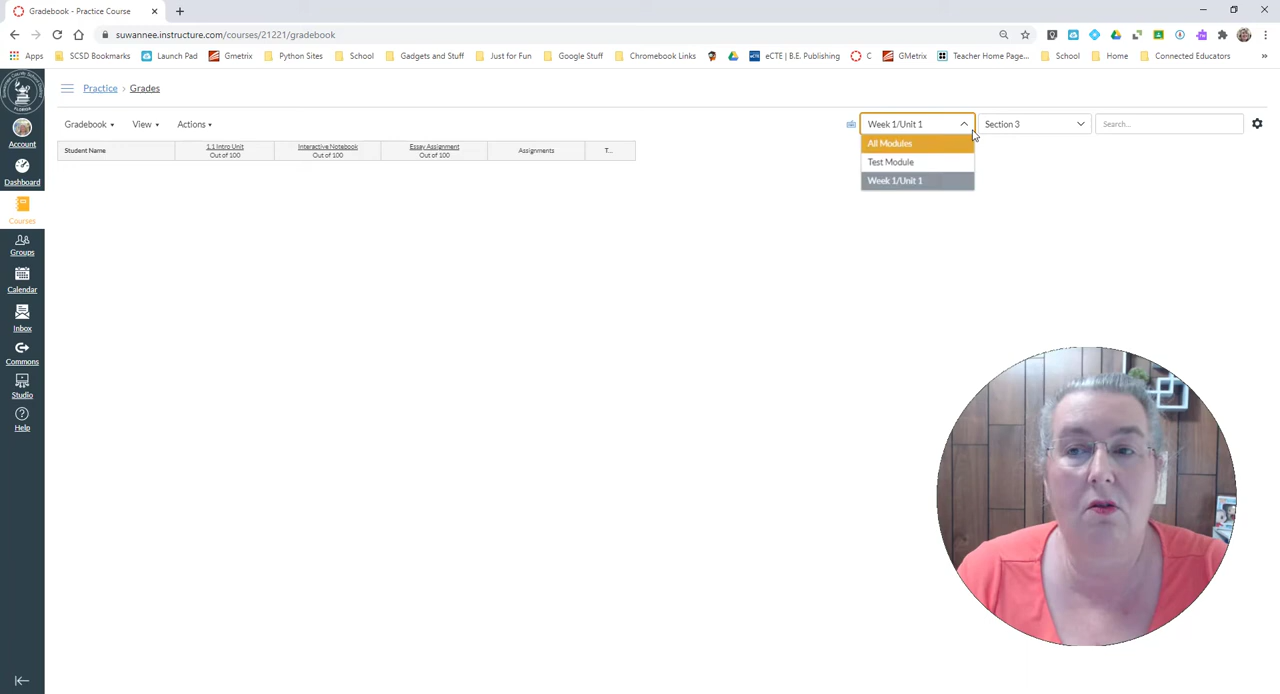 Gradebook - Practice Course
suwannee.instructure.com/courses/21221/gradebook
Apps SCSD Bookmarks Launch Pad Gmetrix Python Sites School Gadgets and Stuff Just for Fun Google Stuff Chromebook Links eCTE | B.E. Publishing C GMetrix Teacher Home Page... School Home Connected Educators »
Practice > Grades
Gradebook View Actions Week 1/Unit 1 Section 3 Search...
All Modules
Test Module
Week 1/Unit 1
Student Name 1.1 Intro Unit Interactive Notebook Essay Assignment Assignments T...
Out of 100 Out of 100 Out of 100
Account
Dashboard
Courses
Groups
Calendar
Inbox
Commons
Studio
Help